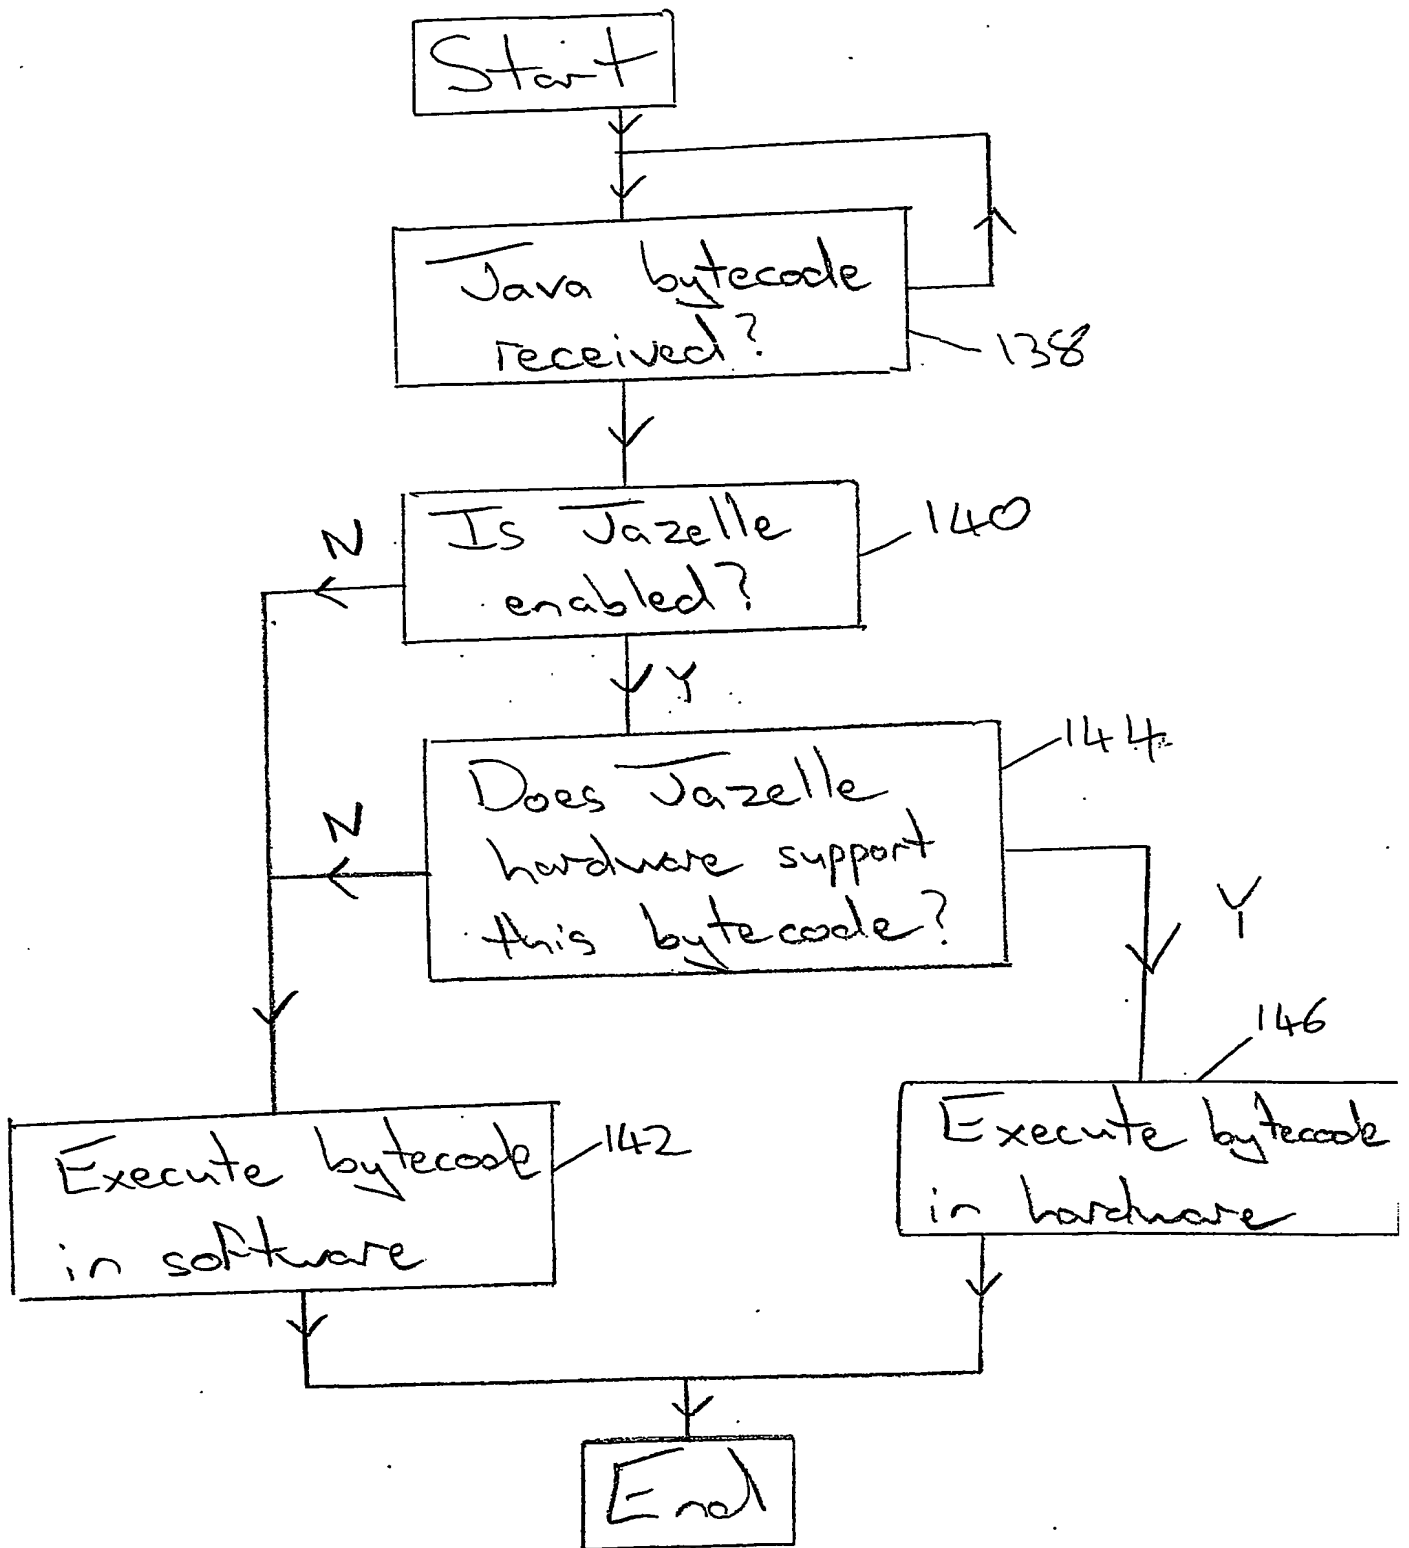 Start
Java bytecode
received?
138
Is Jazelle
enabled?
140
N
Y
Does Jazelle
hardware support
this bytecode?
144
N
Y
146
Execute bytecode
in software
142
Execute bytecode
in hardware
End